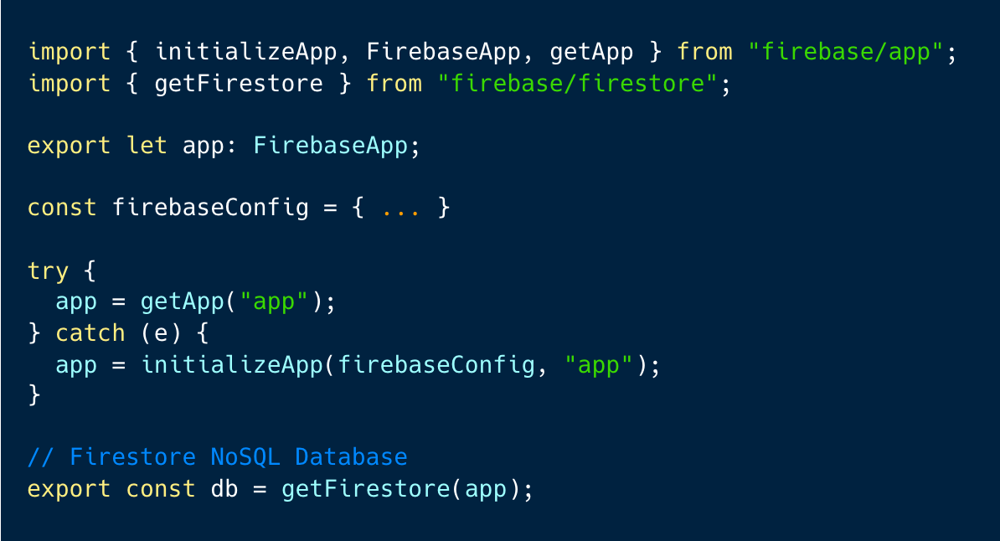 import { initializeApp, FirebaseApp, getApp } from "firebase/app";
import { getFirestore } from "firebase/firestore";
export let app: FirebaseApp;
const firebaseConfig = { ... }
try {
  app = getApp("app");
} catch (e) {
  app = initializeApp(firebaseConfig, "app");
}
// Firestore NoSQL Database
export const db = getFirestore(app);